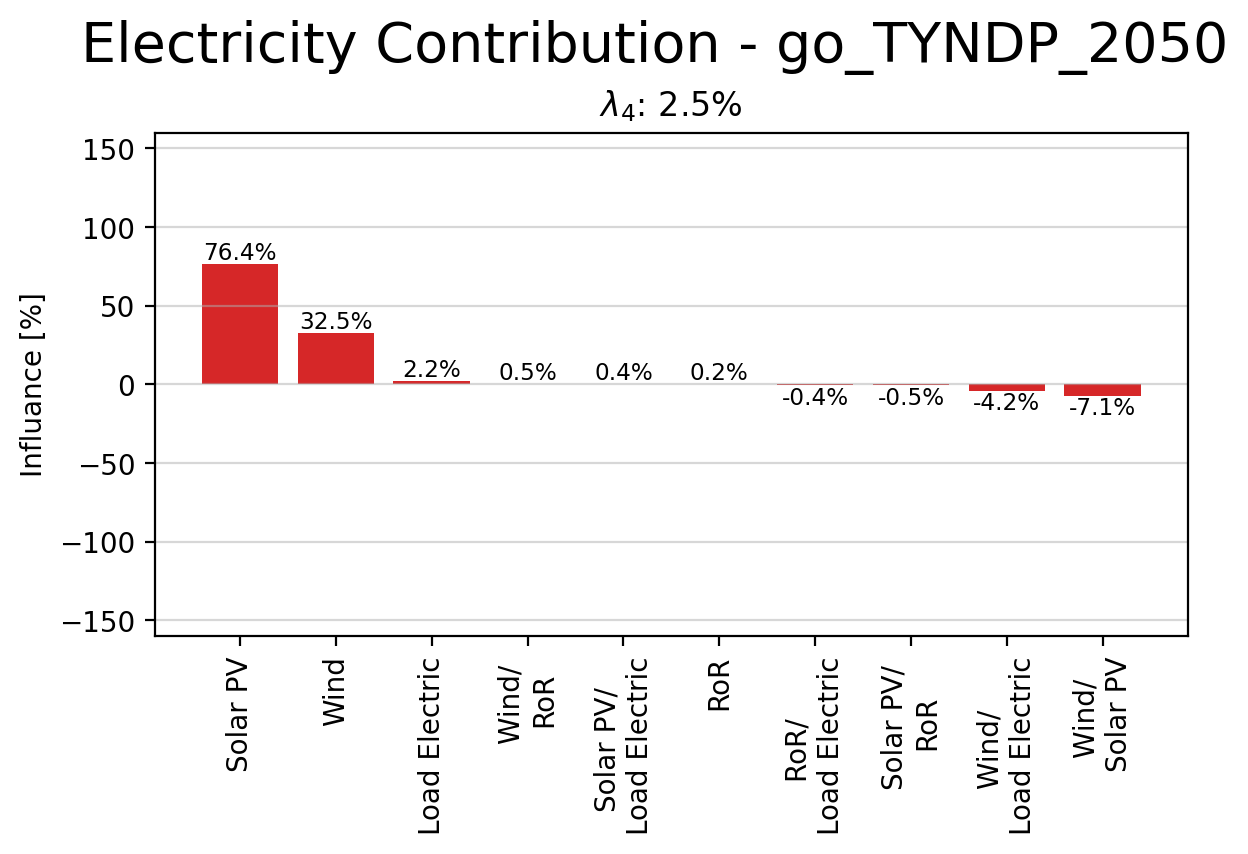 Electricity Contribution - go_TYNDP_2050
λ4: 2.5%
Influance [%]
150
100
50
0
−50
−100
−150
76.4%
32.5%
2.2%
0.5%
0.4%
0.2%
-0.4%
-0.5%
-4.2%
-7.1%
Solar PV
Wind
Load Electric
Wind/
RoR
Solar PV/
Load Electric
RoR
RoR/
Load Electric
Solar PV/
RoR
Wind/
Load Electric
Wind/
Solar PV